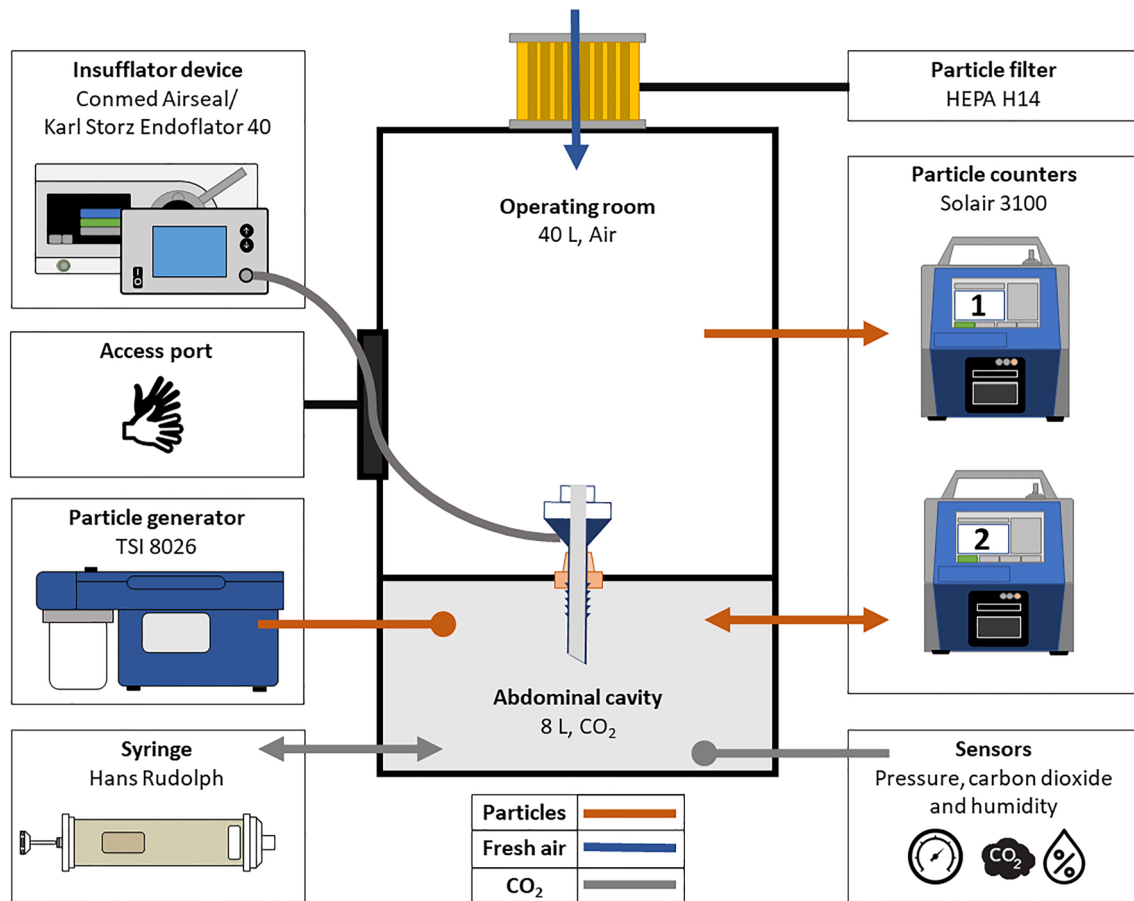 Insufflator device
Conmed Airseal/
Karl Storz Endoflator 40
Access port
Particle generator
TSI 8026
Syringe
Hans Rudolph
Operating room
40 L, Air
Abdominal cavity
8 L, CO₂
Particles
Fresh air
CO₂
Particle filter
HEPA H14
Particle counters
Solair 3100
1
2
Sensors
Pressure, carbon dioxide
and humidity
CO₂
%